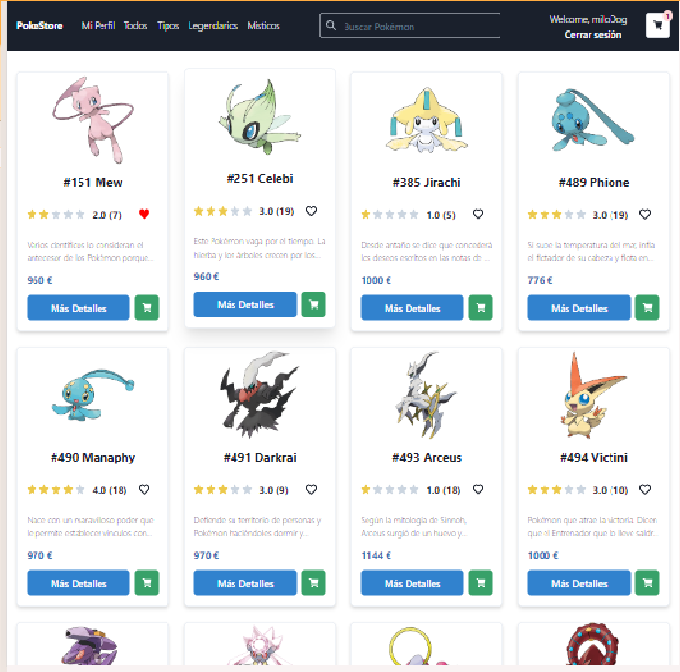 PokeStore Mi Perfil Todos Tipos Legendarios Místicos Buscar Pokémon Welcome, miloDog 1
Cerrar sesión
#151 Mew
2.0 (7)
Varios científicos lo consideran el
antecesor de los Pokémon porque...
950 €
Más Detalles
#251 Celebi
3.0 (19)
Este Pokémon vaga por el tiempo. La
hierba y los árboles crecen por los...
960 €
Más Detalles
#385 Jirachi
1.0 (5)
Desde antaño se dice que concederá
los deseos escritos en las notas de ...
1000 €
Más Detalles
#489 Phione
3.0 (19)
Si sube la temperatura del mar, infla
el flotador de su cabeza y flota en...
776 €
Más Detalles
#490 Manaphy
4.0 (18)
Nace con un maravilloso poder que
le permite establecer vínculos con...
970 €
Más Detalles
#491 Darkrai
3.0 (9)
Defiende su territorio de personas y
Pokémon haciéndoles dormir y...
970 €
Más Detalles
#493 Arceus
1.0 (18)
Según la mitología de Sinnoh,
Arceus surgió de un huevo y...
1144 €
Más Detalles
#494 Victini
3.0 (10)
Pokémon que atrae la victoria. Dicen
que el Entrenador que lo lleve saldr...
1000 €
Más Detalles